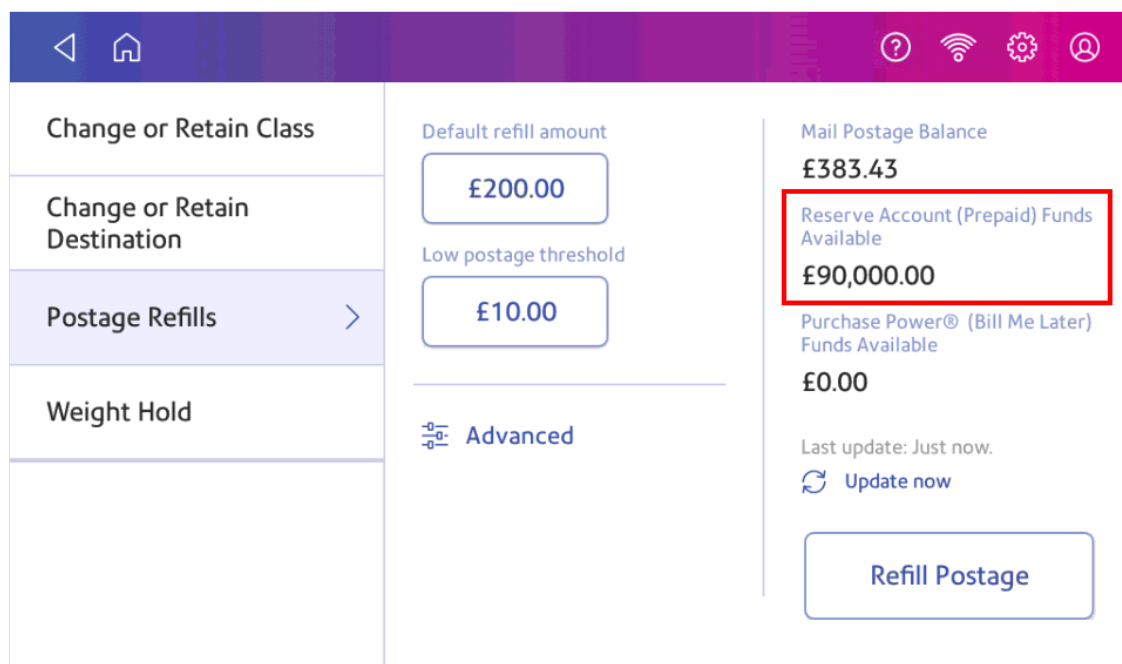 Change or Retain Class
Change or Retain
Destination
Postage Refills
Weight Hold
Default refill amount
£200.00
Low postage threshold
£10.00
Advanced
Mail Postage Balance
£383.43
Reserve Account (Prepaid) Funds
Available
£90,000.00
Purchase Power® (Bill Me Later)
Funds Available
£0.00
Last update: Just now.
Update now
Refill Postage